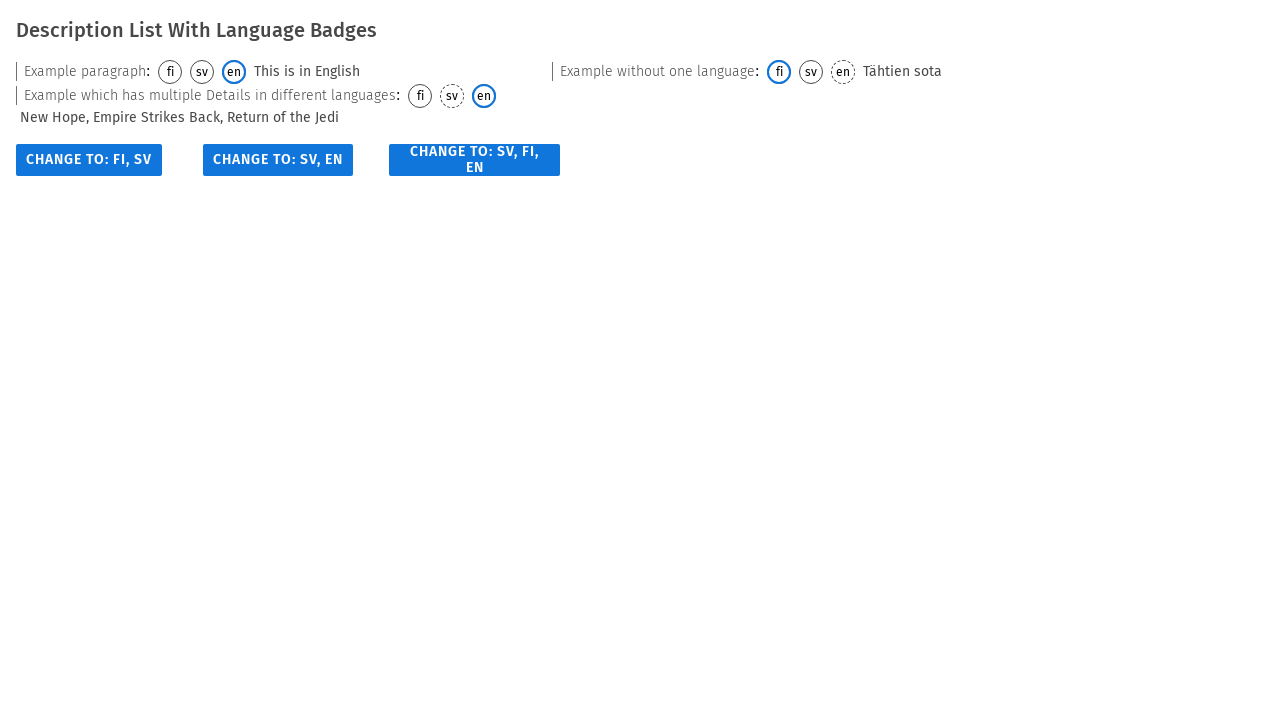 Description List With Language Badges
Example paragraph: fi sv en This is in English
Example without one language: fi sv en Tähtien sota
Example which has multiple Details in different languages: fi sv en
New Hope, Empire Strikes Back, Return of the Jedi
CHANGE TO: FI, SV
CHANGE TO: SV, EN
CHANGE TO: SV, FI,
EN